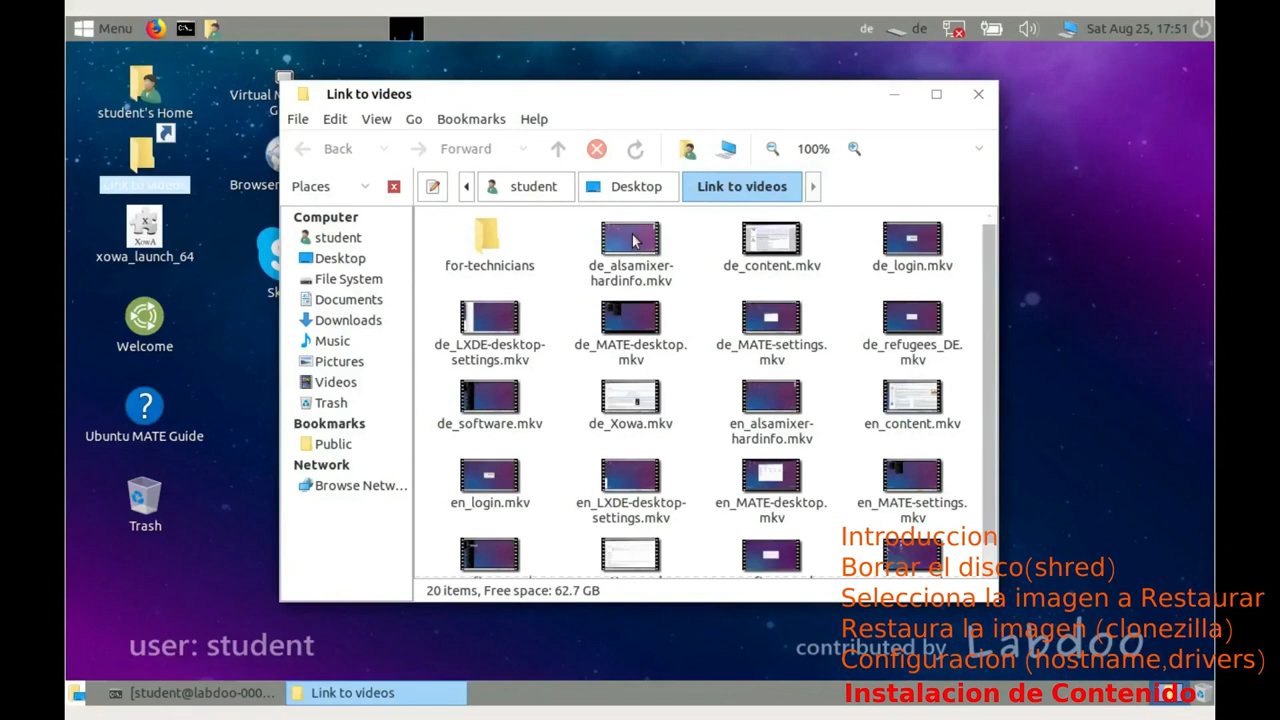 Menu
de
de
Sat Aug 25, 17:51
student's Home
Link to videos
xowa_launch_64
Welcome
Ubuntu MATE Guide
Trash
Link to videos
File Edit View Go Bookmarks Help
Back
Forward
100%
Places
student
Desktop
Link to videos
Computer
student
Desktop
File System
Documents
Downloads
Music
Pictures
Videos
Trash
Bookmarks
Public
Network
Browse Netw...
for-technicians
de_alsamixer-
hardinfo.mkv
de_content.mkv
de_login.mkv
de_LXDE-desktop-
settings.mkv
de_MATE-desktop.
mkv
de_MATE-settings.
mkv
de_refugees_DE.
mkv
de_software.mkv
de_Xowa.mkv
en_alsamixer-
hardinfo.mkv
en_content.mkv
en_login.mkv
en_LXDE-desktop-
settings.mkv
en_MATE-desktop.
mkv
en_MATE-settings.
mkv
20 items, Free space: 62.7 GB
Introduccion
Borrar el disco(shred)
Selecciona la imagen a Restaurar
Restaura la imagen (clonezilla)
Configuracion (hostname,drivers)
Instalacion de Contenido
user: student
contributed by Labdoo
[student@labdoo-000...
Link to videos